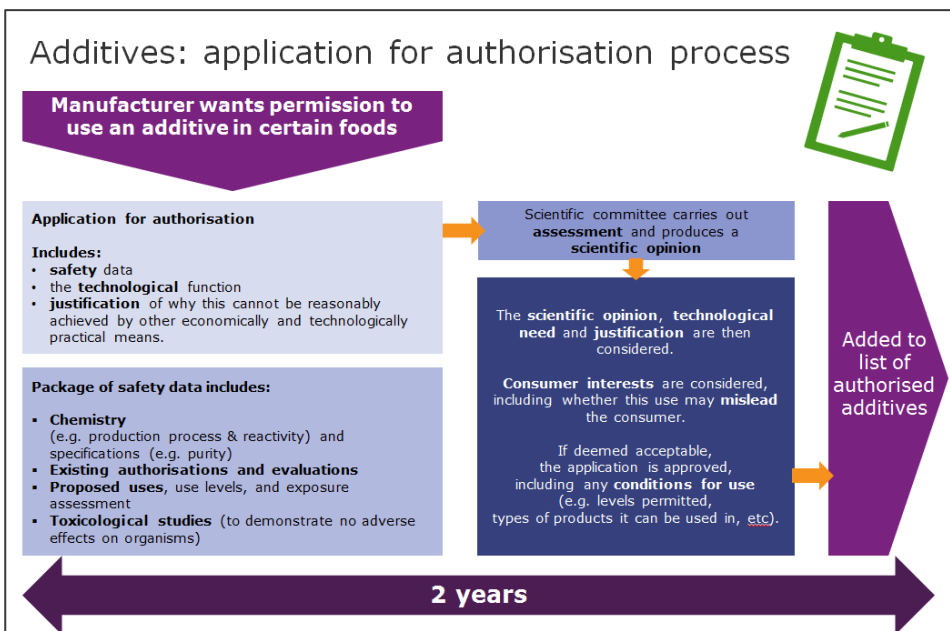 Additives: application for authorisation process
Manufacturer wants permission to
use an additive in certain foods
Application for authorisation
Includes:
• safety data
• the technological function
• justification of why this cannot be reasonably
achieved by other economically and technologically
practical means.
Package of safety data includes:
▪ Chemistry
(e.g. production process & reactivity) and
specifications (e.g. purity)
▪ Existing authorisations and evaluations
▪ Proposed uses, use levels, and exposure
assessment
▪ Toxicological studies (to demonstrate no adverse
effects on organisms)
Scientific committee carries out
assessment and produces a
scientific opinion
The scientific opinion, technological
need and justification are then
considered.
Consumer interests are considered,
including whether this use may mislead
the consumer.
If deemed acceptable,
the application is approved,
including any conditions for use
(e.g. levels permitted,
types of products it can be used in, etc).
Added to
list of
authorised
additives
2 years